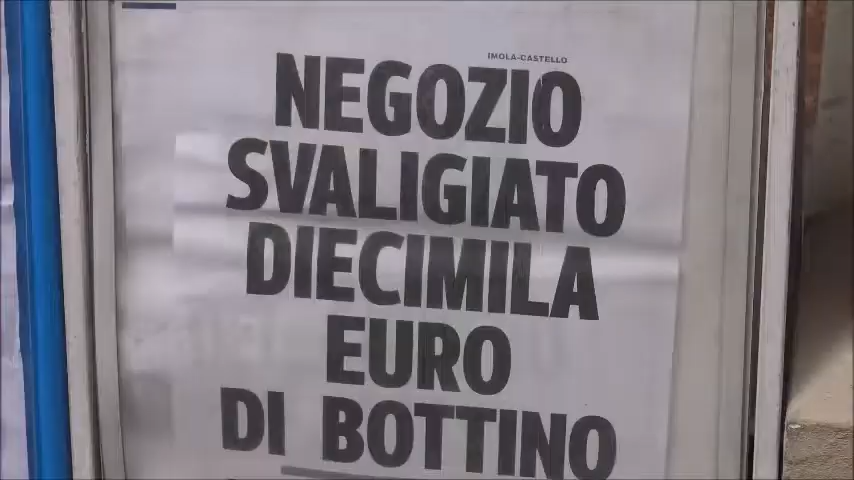 IMOLA-CASTELLO
NEGOZIO
SVALIGIATO
DIECIMILA
EURO
DI BOTTINO